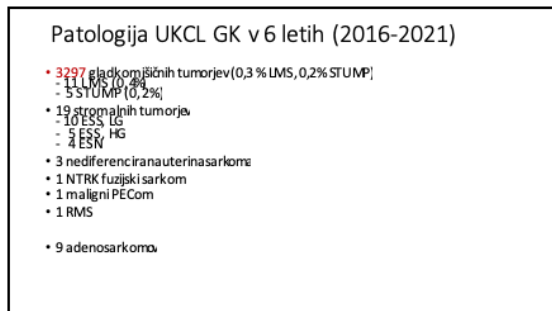 Patologija UKCL GK v 6 letih (2016-2021)
• 3297 gladkomišičnih tumorjev (0,3 % LMS, 0,2% STUMP)
- 11 LMS (0,4%)
- 5 STUMP (0,2%)
• 19 stromalnih tumorjev
- 10 ESS, LG
- 5 ESS, HG
- 4 ESN
• 3 nediferencirana uterina sarkoma
• 1 NTRK fuzijski sarkom
• 1 maligni PECom
• 1 RMS
• 9 adenosarkomov